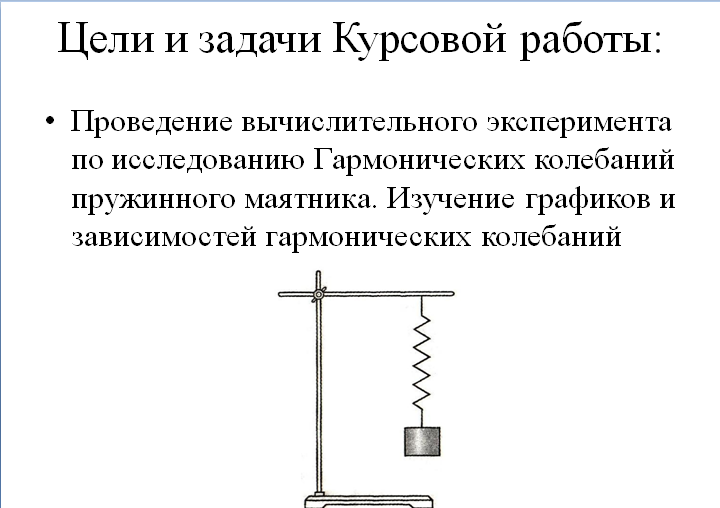 Цели и задачи Курсовой работы:
• Проведение вычислительного эксперимента
по исследованию Гармонических колебаний
пружинного маятника. Изучение графиков и
зависимостей гармонических колебаний